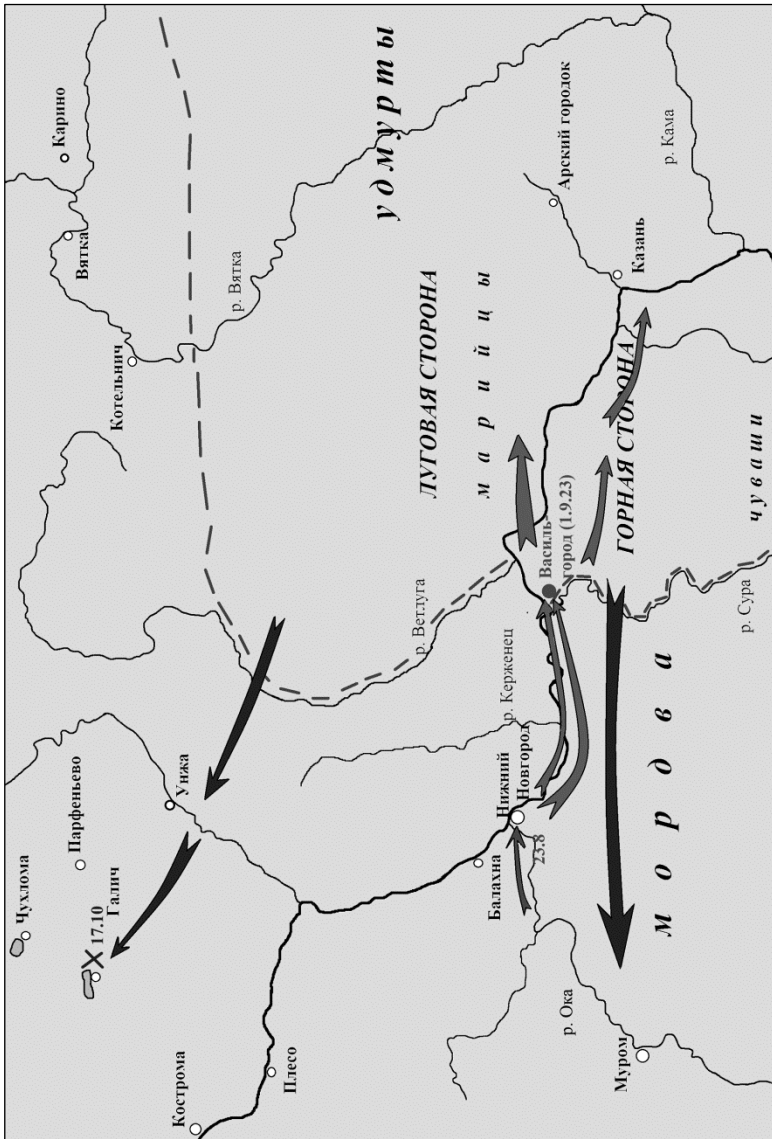 Чухлома
Парфеньево
17.10
Галич
Унжа
Кострома
Плесо
Карино
Вятка
Котельнич
р. Вятка
удмурты
ЛУГОВАЯ СТОРОНА
марийцы
р. Ветлуга
р. Керженец
Балахна
Нижний
Новгород
23.8
Василь-
город (1.9.23)
Арский городок
Казань
р. Кама
ГОРНАЯ СТОРОНА
чуваши
р. Сура
мордва
р. Ока
Муром